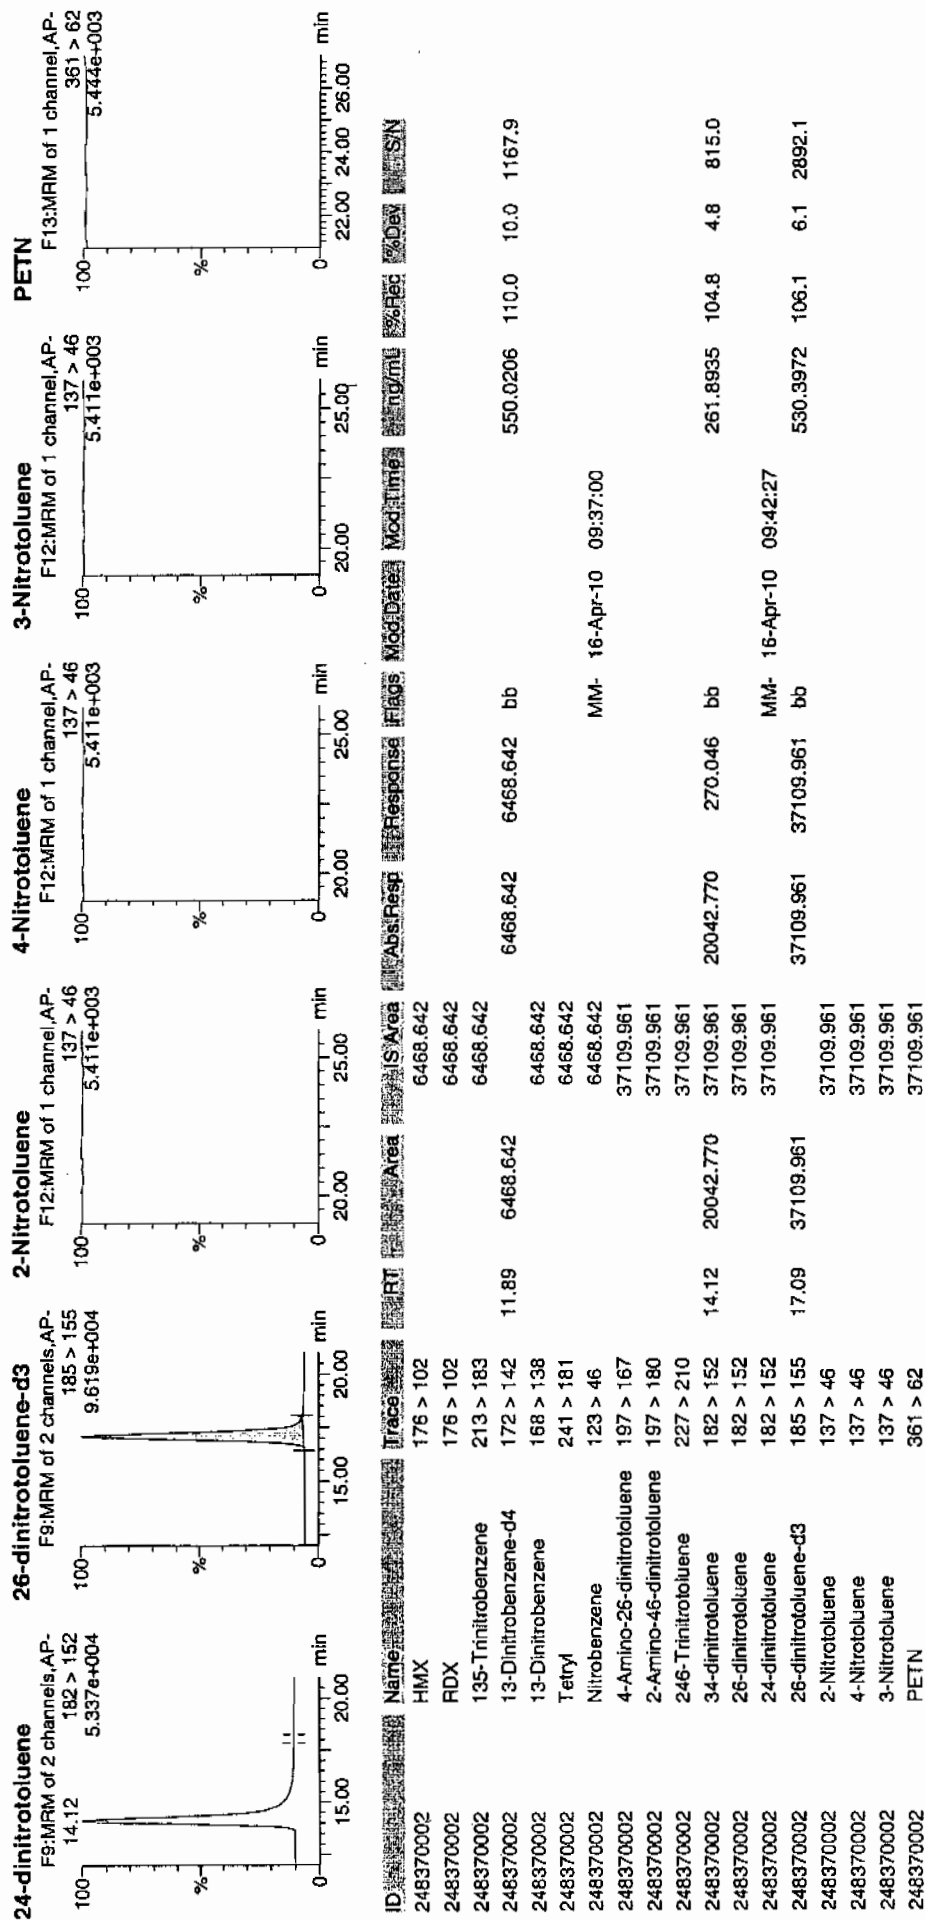 24-dinitrotoluene
F9:MRM of 2 channels,AP-
14.12 182 > 152
5.337e+004
100
%
0
15.00 20.00 min
26-dinitrotoluene-d3
F9:MRM of 2 channels,AP-
185 > 155
9.619e+004
100
%
0
15.00 20.00 min
2-Nitrotoluene
F12:MRM of 1 channel,AP-
137 > 46
5.411e+003
100
%
0
20.00 25.00 min
4-Nitrotoluene
F12:MRM of 1 channel,AP-
137 > 46
5.411e+003
100
%
0
20.00 25.00 min
3-Nitrotoluene
F12:MRM of 1 channel,AP-
137 > 46
5.411e+003
100
%
0
20.00 25.00 min
PETN
F13:MRM of 1 channel,AP-
361 > 62
5.444e+003
100
%
0
22.00 24.00 26.00 min
ID Name Trace RT Area IS Area Abs.Resp Response Flags Mod.Date Mod.Time ng/mL %Rec %Dev S/N
248370002 HMX 176 > 102 6468.642
248370002 RDX 176 > 102 6468.642
248370002 135-Trinitrobenzene 213 > 183 6468.642
248370002 13-Dinitrobenzene-d4 172 > 142 11.89 6468.642 6468.642 6468.642 bb 550.0206 110.0 10.0 1167.9
248370002 13-Dinitrobenzene 168 > 138 6468.642
248370002 Tetryl 241 > 181 6468.642
248370002 Nitrobenzene 123 > 46 6468.642 MM- 16-Apr-10 09:37:00
248370002 4-Amino-26-dinitrotoluene 197 > 167 37109.961
248370002 2-Amino-46-dinitrotoluene 197 > 180 37109.961
248370002 246-Trinitrotoluene 227 > 210 37109.961
248370002 34-dinitrotoluene 182 > 152 14.12 20042.770 37109.961 20042.770 270.046 bb 261.8935 104.8 4.8 815.0
248370002 26-dinitrotoluene 182 > 152 37109.961
248370002 24-dinitrotoluene 182 > 152 37109.961 MM- 16-Apr-10 09:42:27
248370002 26-dinitrotoluene-d3 185 > 155 17.09 37109.961 37109.961 37109.961 bb 530.3972 106.1 6.1 2892.1
248370002 2-Nitrotoluene 137 > 46 37109.961
248370002 4-Nitrotoluene 137 > 46 37109.961
248370002 3-Nitrotoluene 137 > 46 37109.961
248370002 PETN 361 > 62 37109.961